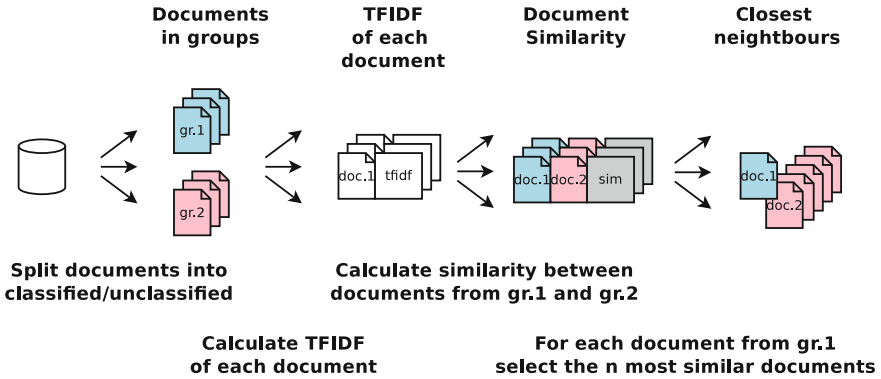 Documents
in groups
TFIDF
of each
document
Document
Similarity
Closest
neighbours
gr.1
gr.2
doc.1
tfidf
doc.1
doc.2
sim
doc.1
doc.2
Split documents into
classified/unclassified
Calculate similarity between
documents from gr.1 and gr.2
Calculate TFIDF
of each document
For each document from gr.1
select the n most similar documents